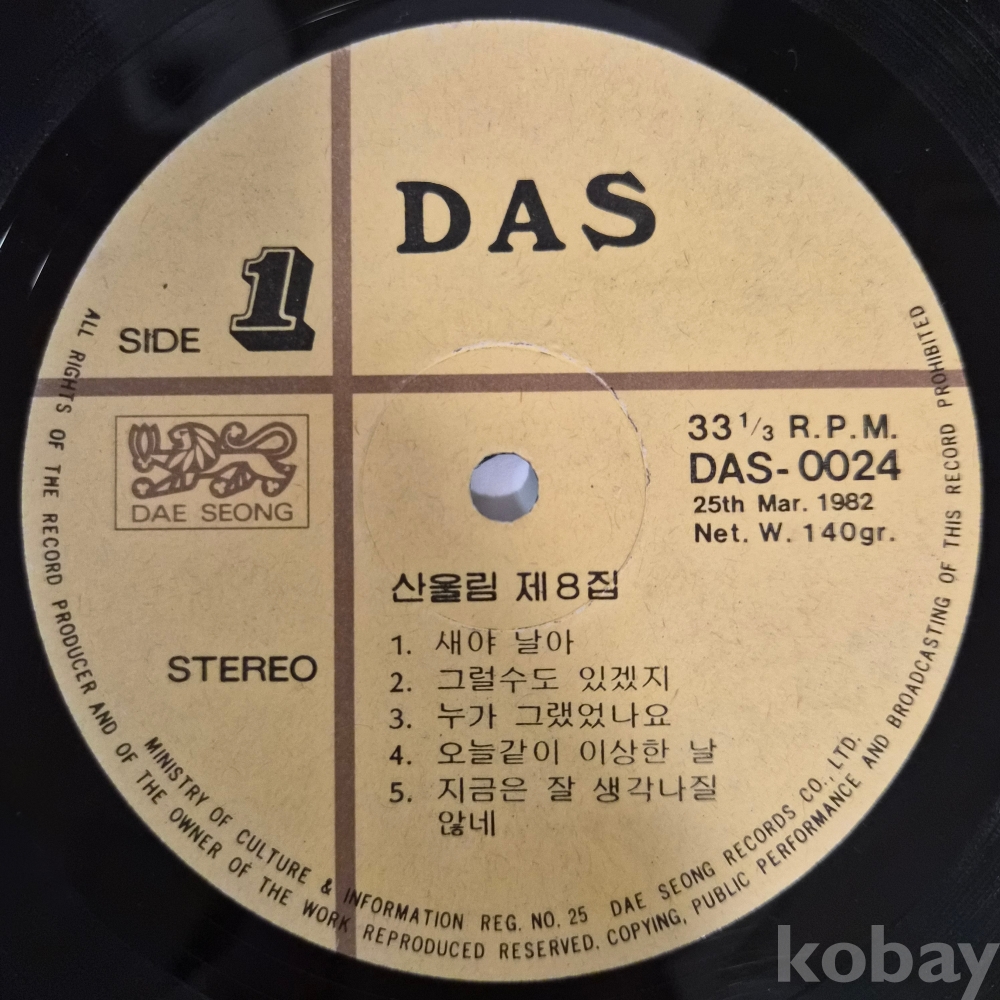 DAS
SIDE 1
DAE SEONG
33 1/3 R.P.M.
DAS-0024
25th Mar. 1982
Net. W. 140gr.
STEREO
산울림 제8집
1. 새야 날아
2. 그럴수도 있겠지
3. 누가 그랬었나요
4. 오늘같이 이상한 날
5. 지금은 잘 생각나질
않네
MINISTRY OF CULTURE & INFORMATION REG. NO. 25 DAE SEONG RECORDS CO., LTD.
ALL RIGHTS OF THE RECORD PRODUCER AND OF THE OWNER OF THE WORK REPRODUCED RESERVED. COPYING, PUBLIC PERFORMANCE AND BROADCASTING OF THIS RECORD PROHIBITED
kobay